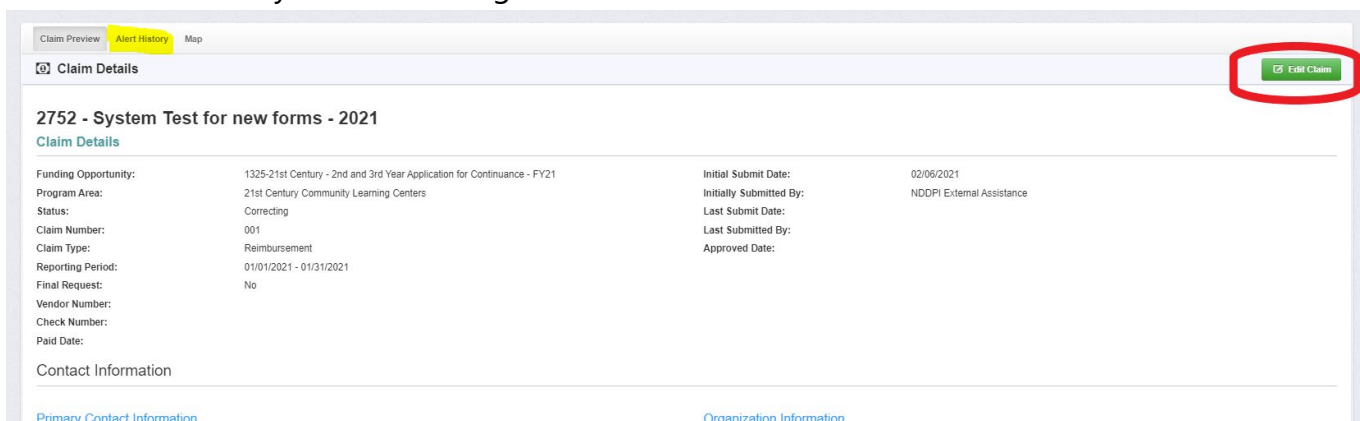 Claim Preview Alert History Map
Claim Details
Edit Claim
2752 - System Test for new forms - 2021
Claim Details
Funding Opportunity: 1325-21st Century - 2nd and 3rd Year Application for Continuance - FY21 Initial Submit Date: 02/06/2021
Program Area: 21st Century Community Learning Centers Initially Submitted By: NDDPI External Assistance
Status: Correcting Last Submit Date:
Claim Number: 001 Last Submitted By:
Claim Type: Reimbursement Approved Date:
Reporting Period: 01/01/2021 - 01/31/2021
Final Request: No
Vendor Number:
Check Number:
Paid Date:
Contact Information
Primary Contact Information Organization Information